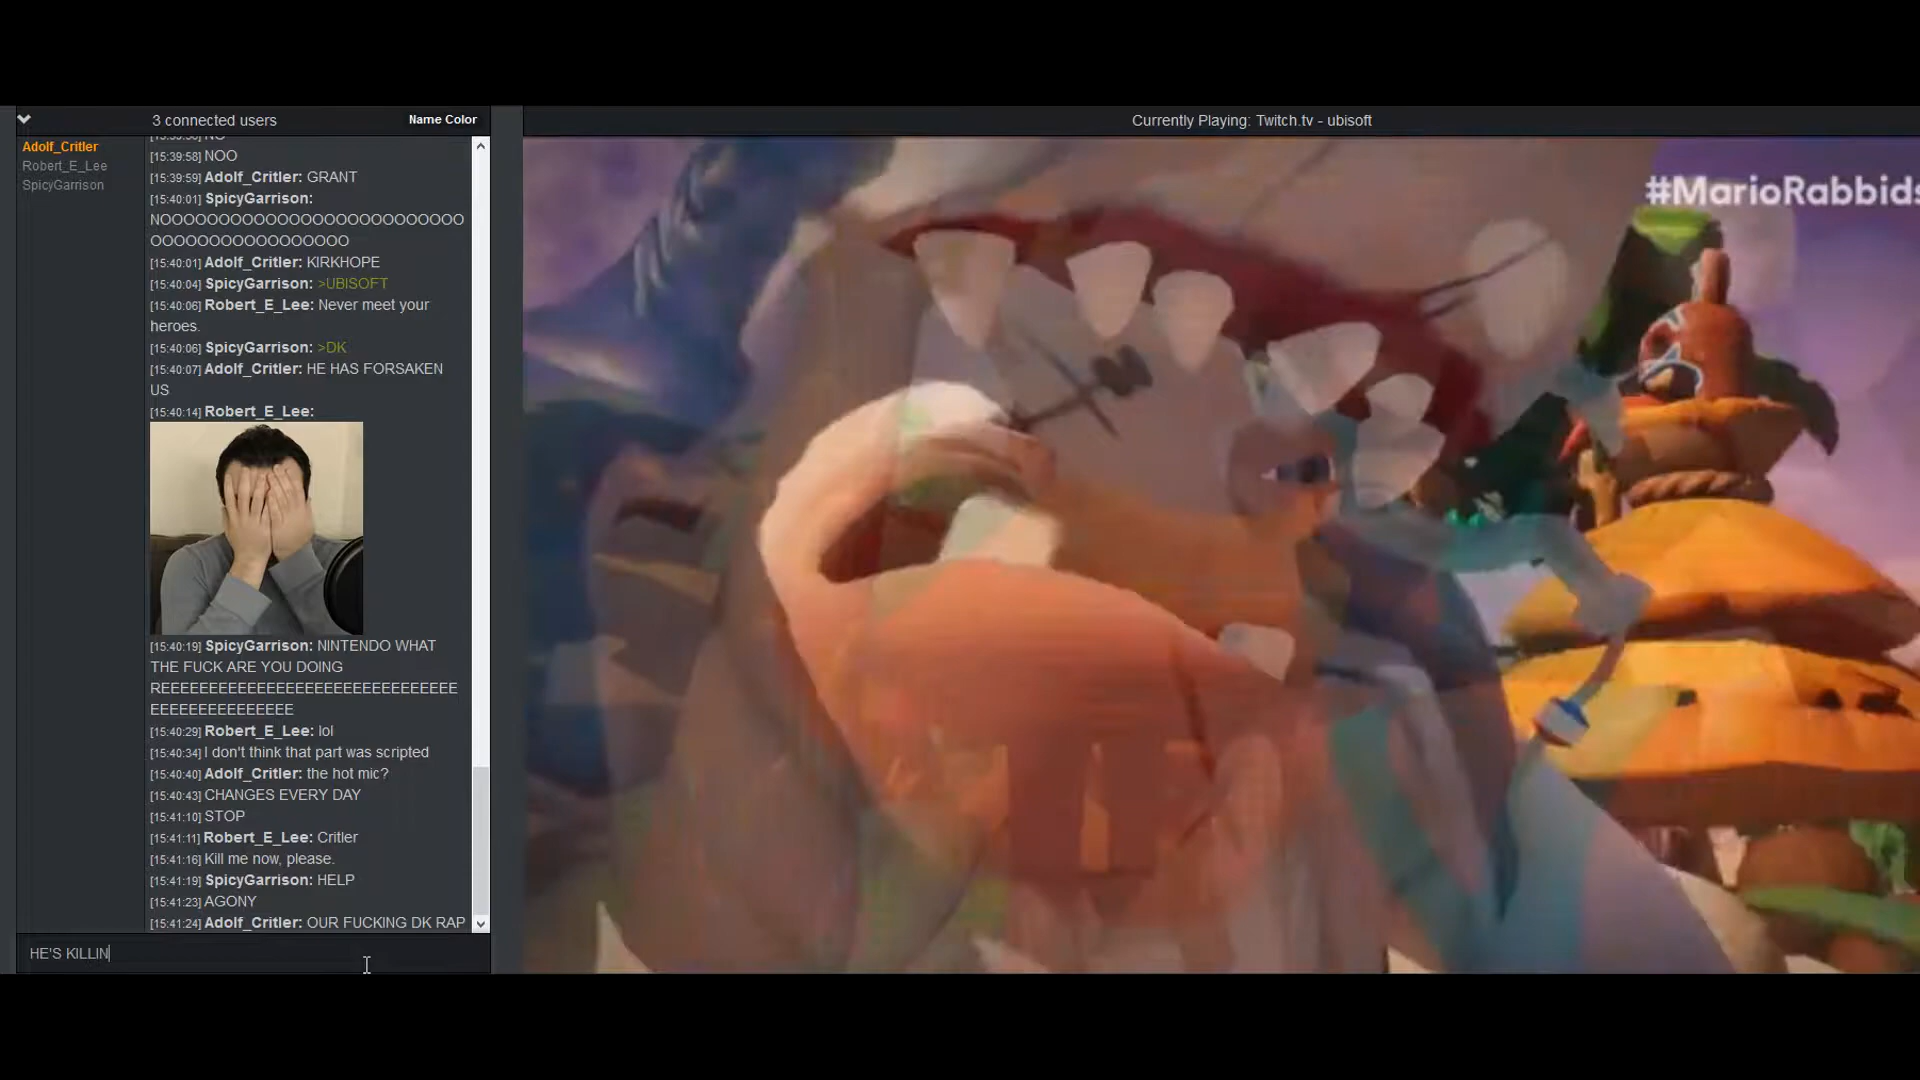 3 connected users
Name Color
Currently Playing: Twitch.tv - ubisoft
Adolf_Critler
Robert_E_Lee
SpicyGarrison
[15:39:58] NO
[15:39:58] NOO
[15:39:59] Adolf_Critler: GRANT
[15:40:01] SpicyGarrison:
NOOOOOOOOOOOOOOOOOOOOOOOO
OOOOOOOOOOOOOOOOO
[15:40:01] Adolf_Critler: KIRKHOPE
[15:40:04] SpicyGarrison: >UBISOFT
[15:40:06] Robert_E_Lee: Never meet your
heroes.
[15:40:06] SpicyGarrison: >DK
[15:40:07] Adolf_Critler: HE HAS FORSAKEN
US
[15:40:14] Robert_E_Lee:
[15:40:19] SpicyGarrison: NINTENDO WHAT
THE FUCK ARE YOU DOING
REEEEEEEEEEEEEEEEEEEEEEEEEEEEEEE
EEEEEEEEEEEEEEE
[15:40:29] Robert_E_Lee: lol
[15:40:34] I don't think that part was scripted
[15:40:40] Adolf_Critler: the hot mic?
[15:40:43] CHANGES EVERY DAY
[15:41:10] STOP
[15:41:11] Robert_E_Lee: Critler
[15:41:16] Kill me now, please.
[15:41:19] SpicyGarrison: HELP
[15:41:23] AGONY
[15:41:24] Adolf_Critler: OUR FUCKING DK RAP
HE'S KILLIN
#MarioRabbids